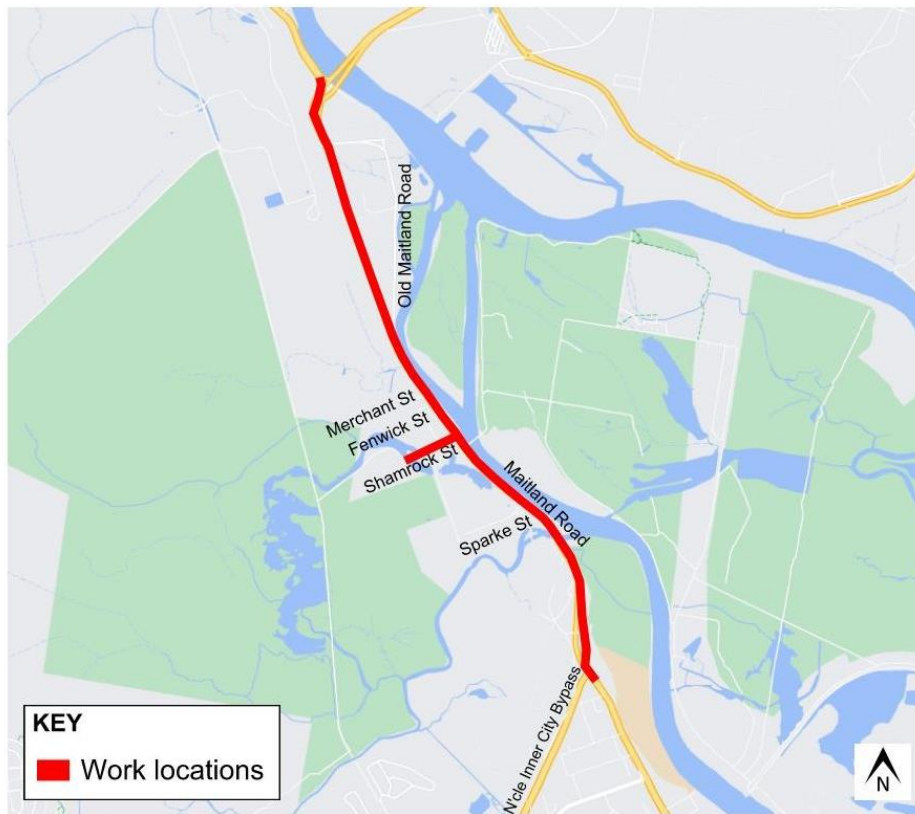 Old Maitland Road
Merchant St
Fenwick St
Shamrock St
Maitland Road
Sparke St
N'cle Inner City Bypass
KEY
Work locations
N